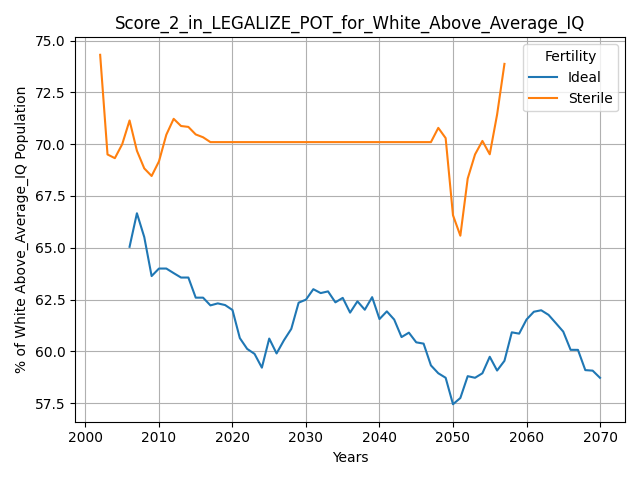 Score_2_in_LEGALIZE_POT_for_White_Above_Average_IQ
% of White Above_Average_IQ Population
75.0
72.5
70.0
67.5
65.0
62.5
60.0
57.5
Fertility
Ideal
Sterile
2000 2010 2020 2030 2040 2050 2060 2070
Years